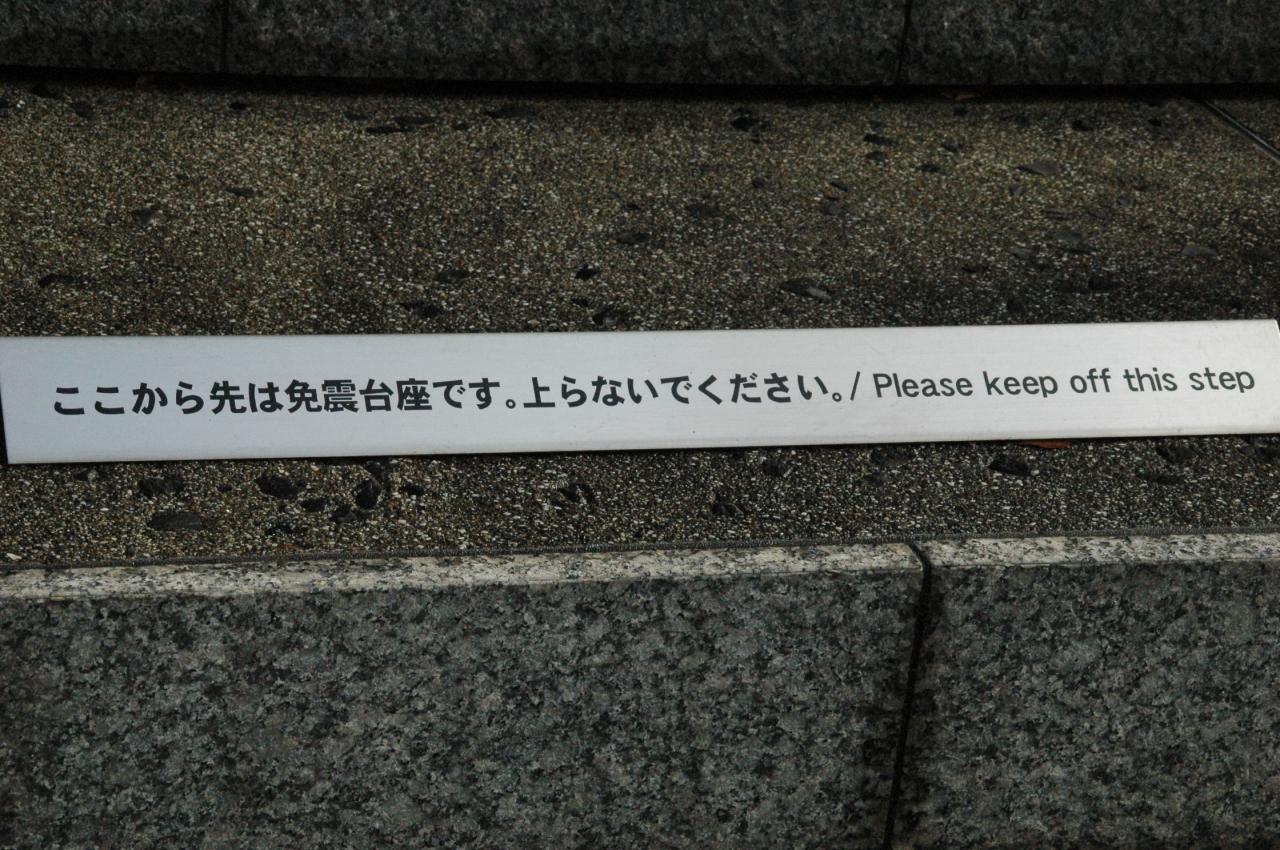 ここから先は免震台座です。上らないでください。/ Please keep off this step